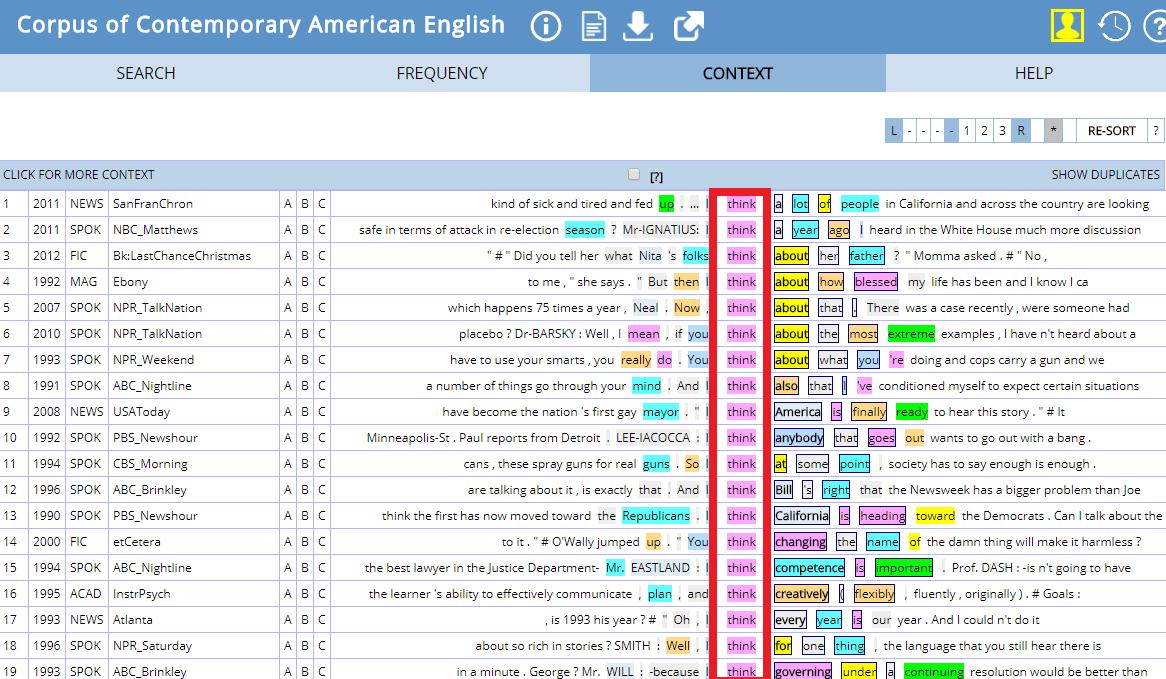 Corpus of Contemporary American English
SEARCH FREQUENCY CONTEXT HELP
L - - - - 1 2 3 R * RE-SORT ?
CLICK FOR MORE CONTEXT [?] SHOW DUPLICATES
1 2011 NEWS SanFranChron A B C kind of sick and tired and fed up . ... I think a lot of people in California and across the country are looking
2 2011 SPOK NBC_Matthews A B C safe in terms of attack in re-election season ? Mr-IGNATIUS: I think a year ago I heard in the White House much more discussion
3 2012 FIC Bk:LastChanceChristmas A B C " # " Did you tell her what Nita 's folks think about her father ? " Momma asked . # " No ,
4 1992 MAG Ebony A B C to me , " she says . " But then I think about how blessed my life has been and I know I ca
5 2007 SPOK NPR_TalkNation A B C which happens 75 times a year , Neal . Now , think about that . There was a case recently , were someone had
6 2010 SPOK NPR_TalkNation A B C placebo ? Dr-BARSKY : Well , I mean , if you think about the most extreme examples , I have n't heard about a
7 1993 SPOK NPR_Weekend A B C have to use your smarts , you really do . You think about what you 're doing and cops carry a gun and we
8 1991 SPOK ABC_Nightline A B C a number of things go through your mind . And I think also that I 've conditioned myself to expect certain situations
9 2008 NEWS USAToday A B C have become the nation 's first gay mayor . " I think America is finally ready to hear this story . " # It
10 1992 SPOK PBS_Newshour A B C Minneapolis-St . Paul reports from Detroit . LEE-IACOCCA : I think anybody that goes out wants to go out with a bang .
11 1994 SPOK CBS_Morning A B C cans , these spray guns for real guns . So I think at some point , society has to say enough is enough .
12 1996 SPOK ABC_Brinkley A B C are talking about it , is exactly that . And I think Bill 's right that the Newsweek has a bigger problem than Joe
13 1990 SPOK PBS_Newshour A B C think the first has now moved toward the Republicans . I think California is heading toward the Democrats . Can I talk about the
14 2000 FIC etCetera A B C to it . " # O'Wally jumped up . " You think changing the name of the damn thing will make it harmless ?
15 1994 SPOK ABC_Nightline A B C the best lawyer in the Justice Department- Mr. EASTLAND : I think competence is important . Prof. DASH : -is n't going to have
16 1995 ACAD InstrPsych A B C the learner 's ability to effectively communicate , plan , and think creatively ( flexibly , fluently , originally ) . # Goals :
17 1993 NEWS Atlanta A B C , is 1993 his year ? # " Oh , I think every year is our year . And I could n't do it
18 1996 SPOK NPR_Saturday A B C about so rich in stories ? SMITH : Well , I think for one thing , the language that you still hear there is
19 1993 SPOK ABC_Brinkley A B C in a minute . George ? Mr. WILL : -because I think governing under a continuing resolution would be better than